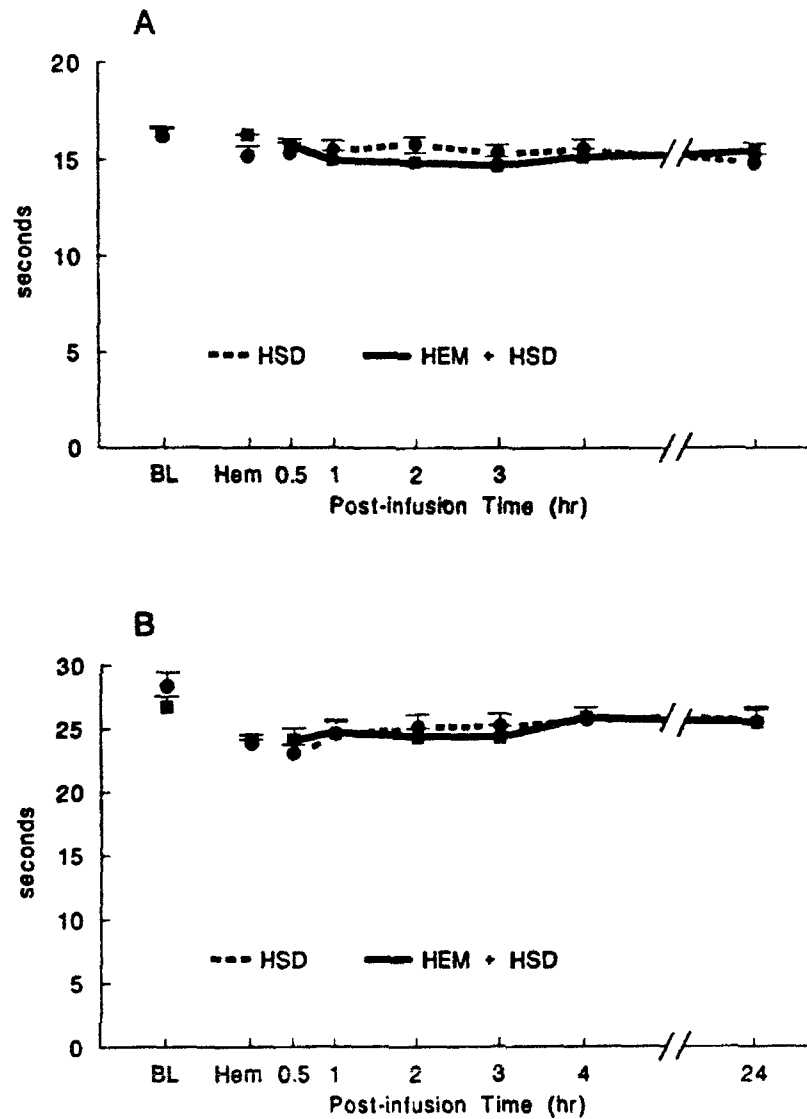 A
20
15
10
5
0
seconds
HSD HEM + HSD
BL Hem 0.5 1 2 3
Post-infusion Time (hr)
B
30
25
20
15
10
5
0
seconds
HSD HEM + HSD
BL Hem 0.5 1 2 3 4 24
Post-infusion Time (hr)